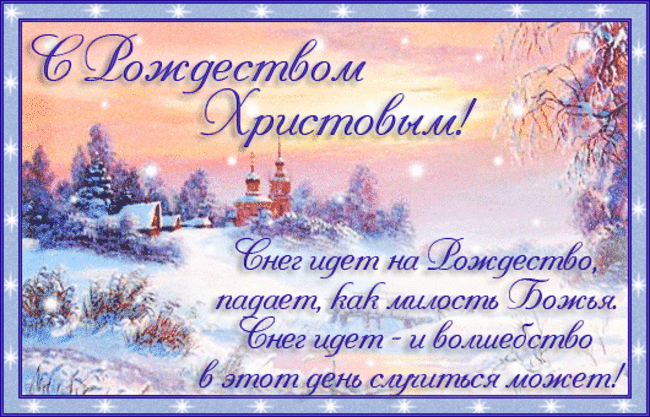 С Рождеством
Христовым!
Снег идет на Рождество,
падает, как милость Божья.
Снег идет - и волшебство
в этот день случиться может!